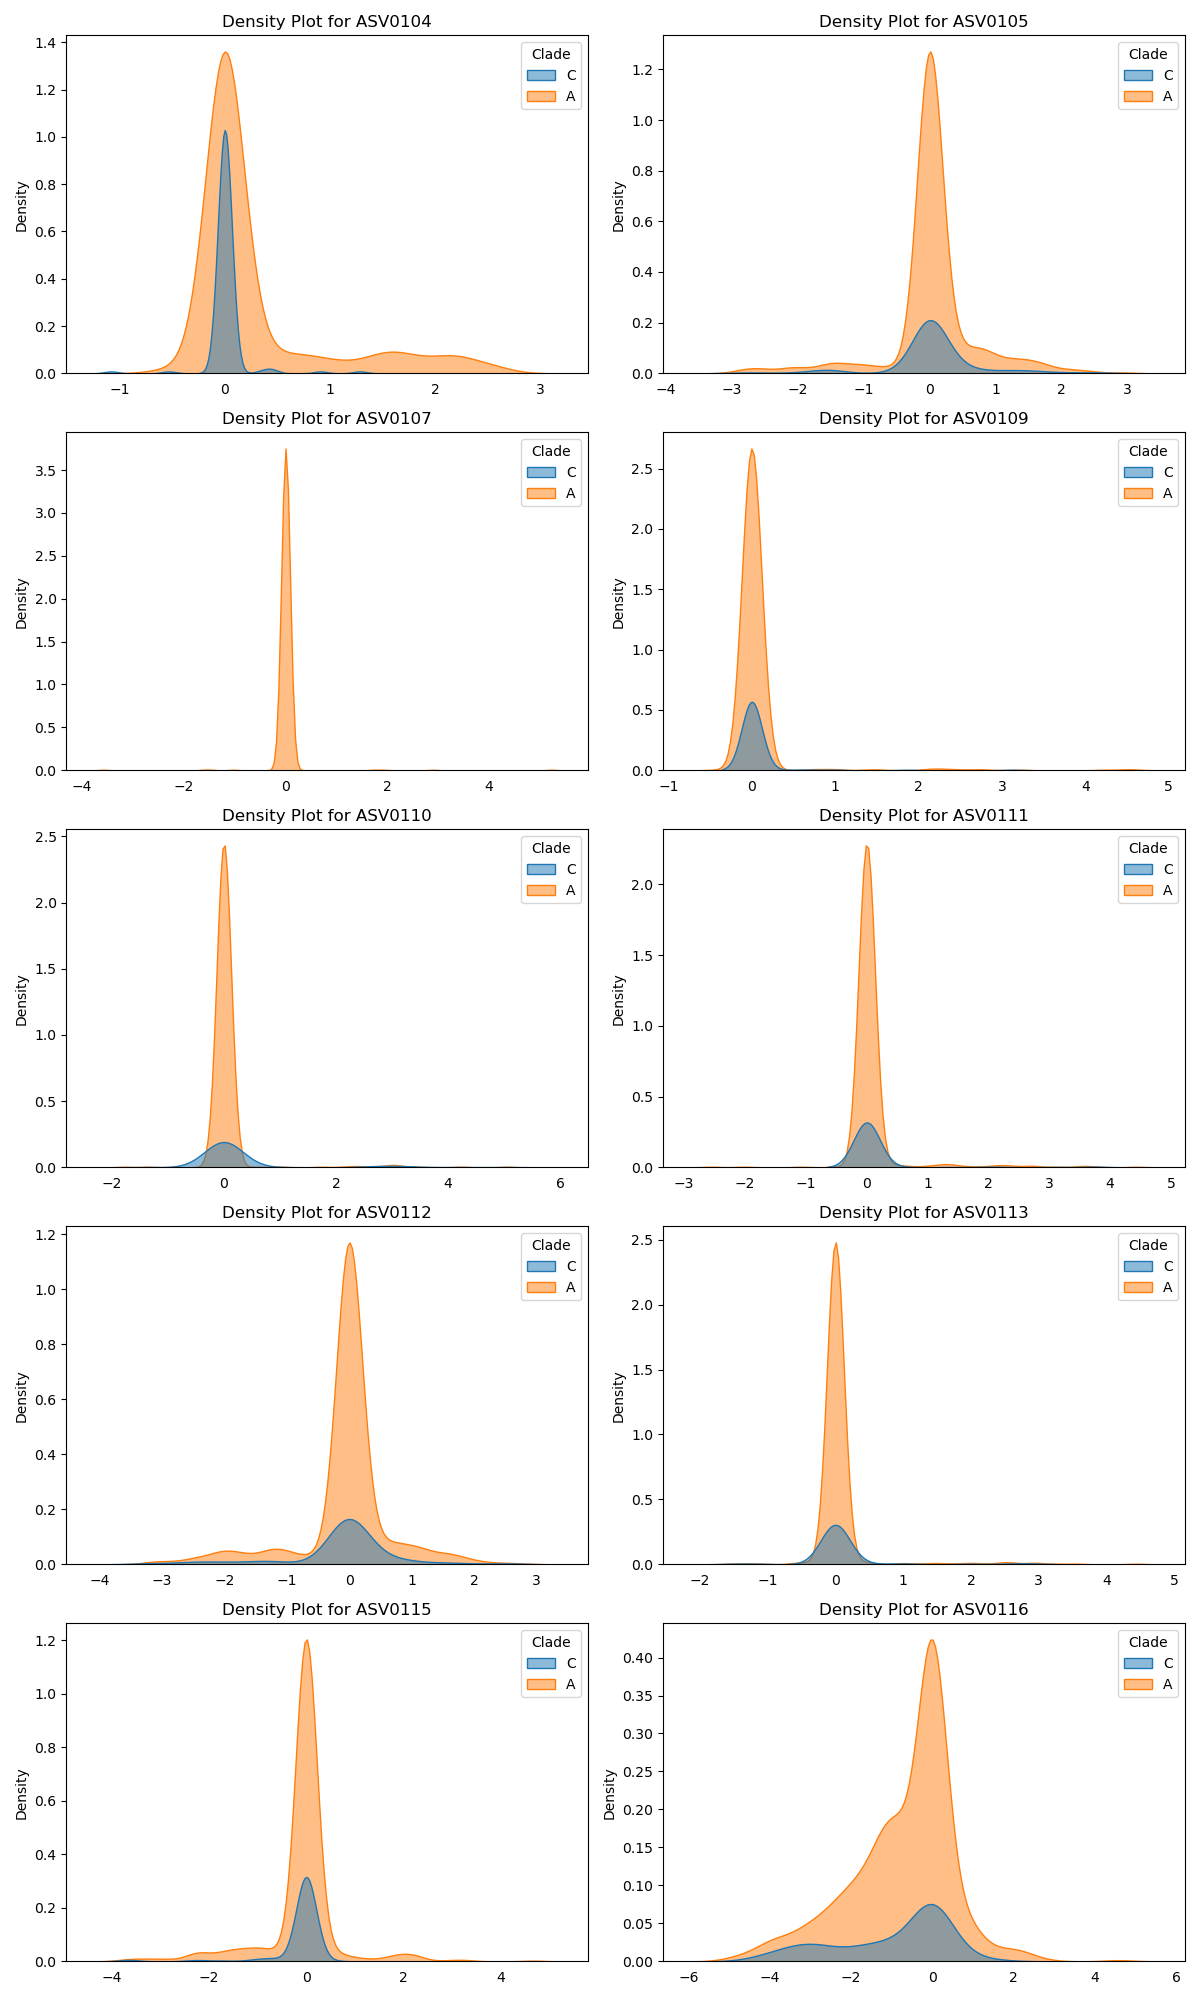 Density Plot for ASV0104
Density
1.4
1.2
1.0
0.8
0.6
0.4
0.2
0.0
−1 0 1 2 3
Clade
C
A
Density Plot for ASV0105
Density
1.2
1.0
0.8
0.6
0.4
0.2
0.0
−4 −3 −2 −1 0 1 2 3
Clade
C
A
Density Plot for ASV0107
Density
3.5
3.0
2.5
2.0
1.5
1.0
0.5
0.0
−4 −2 0 2 4
Clade
C
A
Density Plot for ASV0109
Density
2.5
2.0
1.5
1.0
0.5
0.0
−1 0 1 2 3 4 5
Clade
C
A
Density Plot for ASV0110
Density
2.5
2.0
1.5
1.0
0.5
0.0
−2 0 2 4 6
Clade
C
A
Density Plot for ASV0111
Density
2.0
1.5
1.0
0.5
0.0
−3 −2 −1 0 1 2 3 4 5
Clade
C
A
Density Plot for ASV0112
Density
1.2
1.0
0.8
0.6
0.4
0.2
0.0
−4 −3 −2 −1 0 1 2 3
Clade
C
A
Density Plot for ASV0113
Density
2.5
2.0
1.5
1.0
0.5
0.0
−2 −1 0 1 2 3 4 5
Clade
C
A
Density Plot for ASV0115
Density
1.2
1.0
0.8
0.6
0.4
0.2
0.0
−4 −2 0 2 4
Clade
C
A
Density Plot for ASV0116
Density
0.40
0.35
0.30
0.25
0.20
0.15
0.10
0.05
0.00
−6 −4 −2 0 2 4 6
Clade
C
A